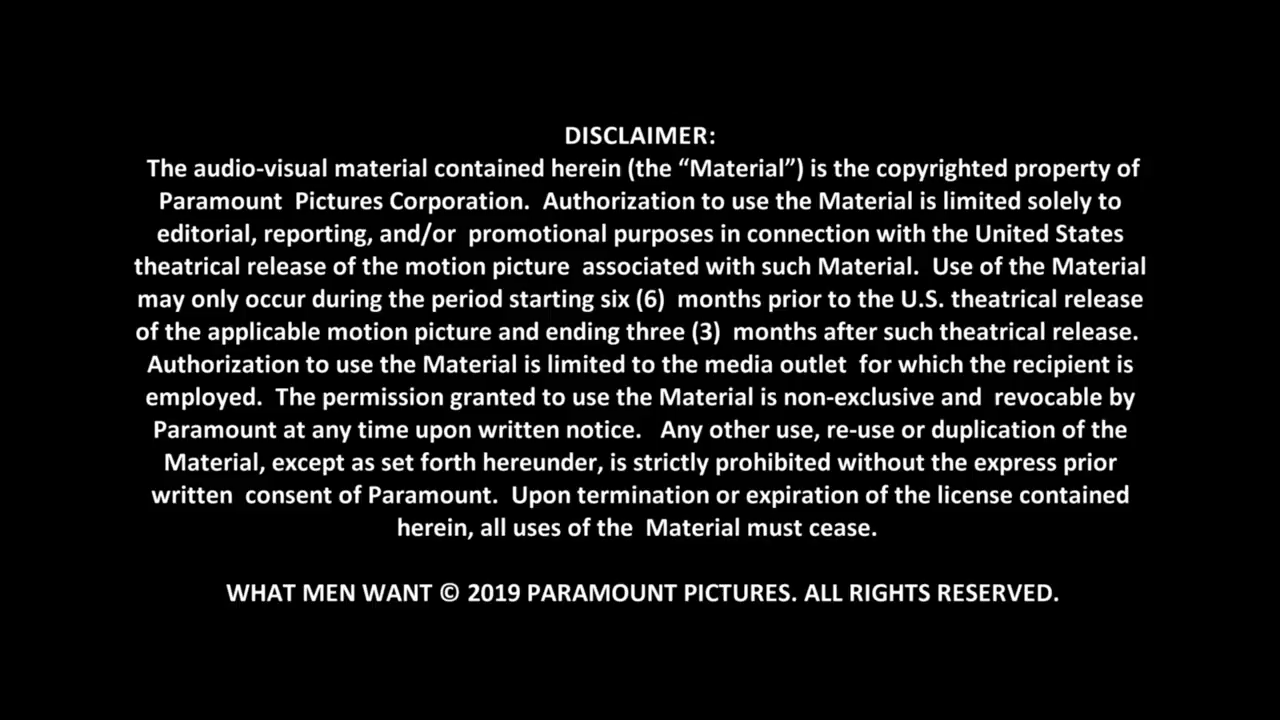 DISCLAIMER:
The audio-visual material contained herein (the “Material”) is the copyrighted property of
Paramount  Pictures Corporation.  Authorization to use the Material is limited solely to
editorial, reporting, and/or  promotional purposes in connection with the United States
theatrical release of the motion picture  associated with such Material.  Use of the Material
may only occur during the period starting six (6)  months prior to the U.S. theatrical release
of the applicable motion picture and ending three (3)  months after such theatrical release.
Authorization to use the Material is limited to the media outlet  for which the recipient is
employed.  The permission granted to use the Material is non-exclusive and  revocable by
Paramount at any time upon written notice.   Any other use, re-use or duplication of the
Material, except as set forth hereunder, is strictly prohibited without the express prior
written  consent of Paramount.  Upon termination or expiration of the license contained
herein, all uses of the  Material must cease.
WHAT MEN WANT © 2019 PARAMOUNT PICTURES. ALL RIGHTS RESERVED.